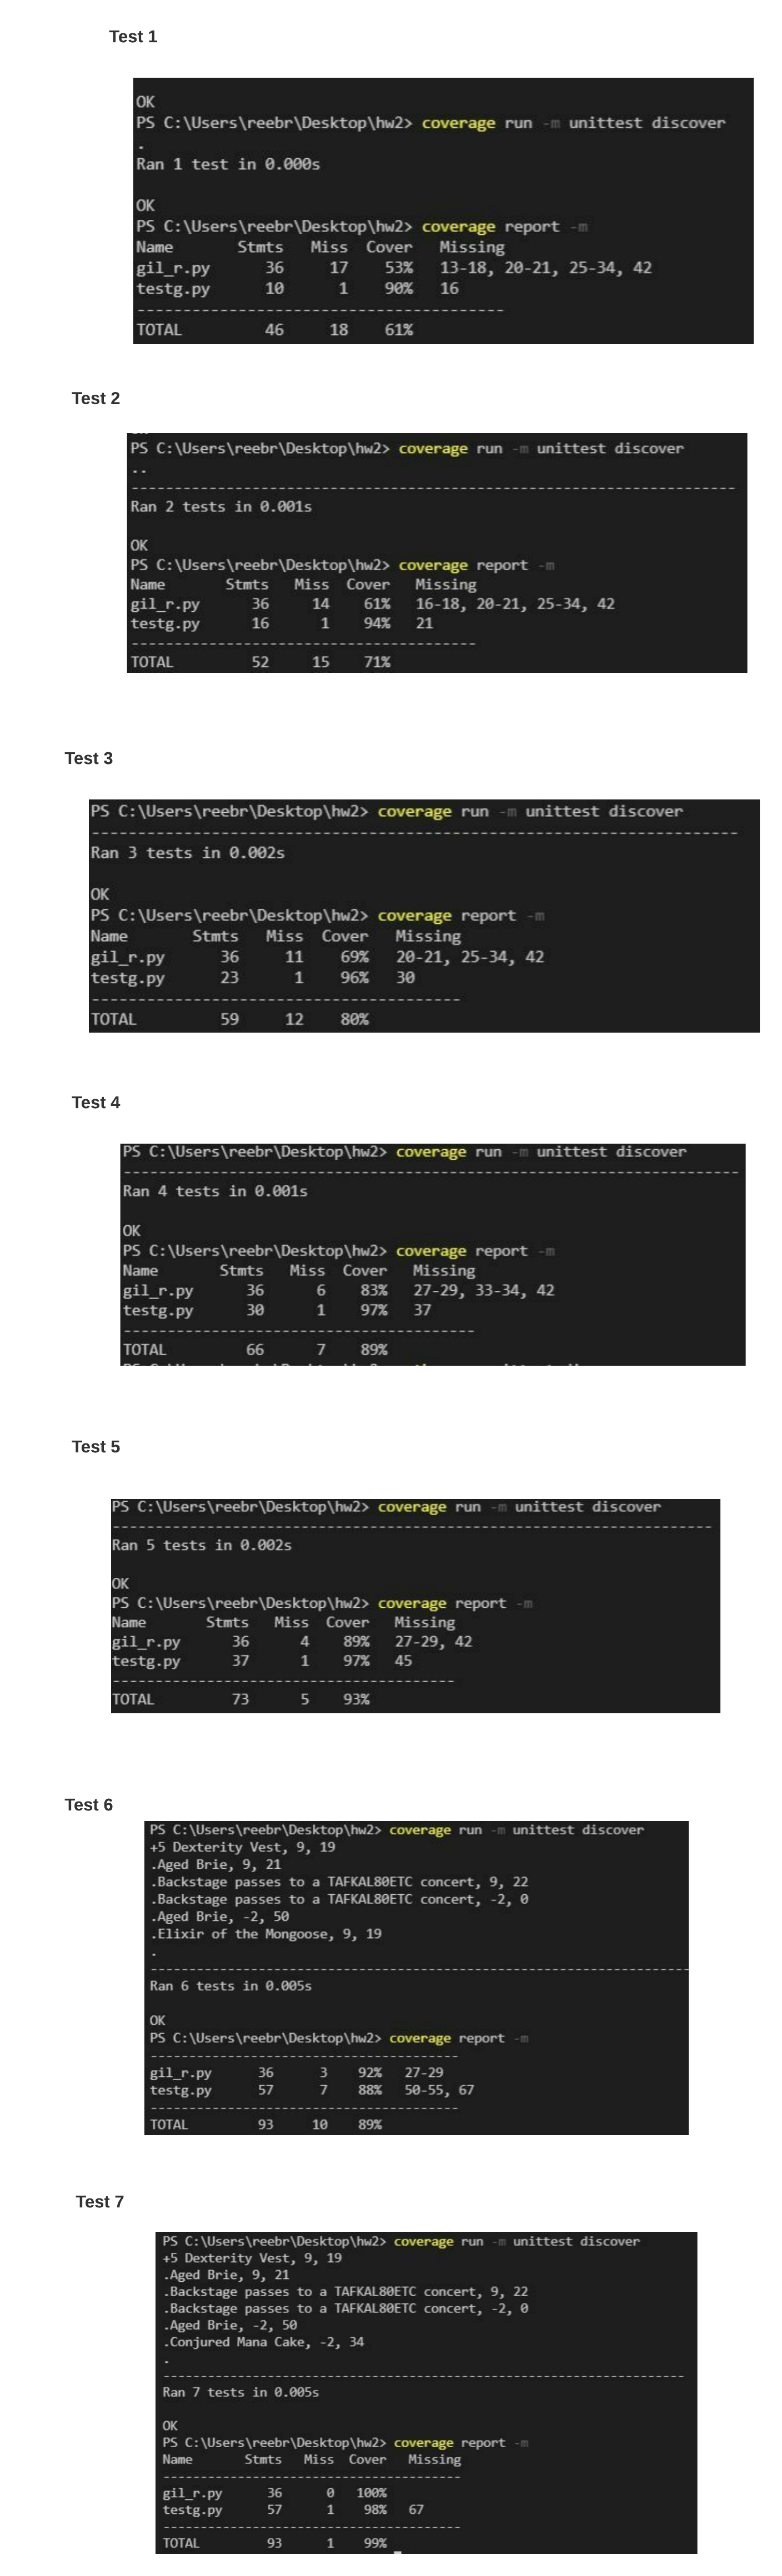 Test 1
OK
PS C:\Users\reebr\Desktop\hw2> coverage run -m unittest discover
.
Ran 1 test in 0.000s
OK
PS C:\Users\reebr\Desktop\hw2> coverage report -m
Name Stmts Miss Cover Missing
gil_r.py 36 17 53% 13-18, 20-21, 25-34, 42
testg.py 10 1 90% 16
----------------------------------------
TOTAL 46 18 61%
Test 2
PS C:\Users\reebr\Desktop\hw2> coverage run -m unittest discover
..
----------------------------------------------------------------------
Ran 2 tests in 0.001s
OK
PS C:\Users\reebr\Desktop\hw2> coverage report -m
Name Stmts Miss Cover Missing
gil_r.py 36 14 61% 16-18, 20-21, 25-34, 42
testg.py 16 1 94% 21
----------------------------------------
TOTAL 52 15 71%
Test 3
PS C:\Users\reebr\Desktop\hw2> coverage run -m unittest discover
----------------------------------------------------------------------
Ran 3 tests in 0.002s
OK
PS C:\Users\reebr\Desktop\hw2> coverage report -m
Name Stmts Miss Cover Missing
gil_r.py 36 11 69% 20-21, 25-34, 42
testg.py 23 1 96% 30
----------------------------------------
TOTAL 59 12 80%
Test 4
PS C:\Users\reebr\Desktop\hw2> coverage run -m unittest discover
----------------------------------------------------------------------
Ran 4 tests in 0.001s
OK
PS C:\Users\reebr\Desktop\hw2> coverage report -m
Name Stmts Miss Cover Missing
gil_r.py 36 6 83% 27-29, 33-34, 42
testg.py 30 1 97% 37
----------------------------------------
TOTAL 66 7 89%
Test 5
PS C:\Users\reebr\Desktop\hw2> coverage run -m unittest discover
----------------------------------------------------------------------
Ran 5 tests in 0.002s
OK
PS C:\Users\reebr\Desktop\hw2> coverage report -m
Name Stmts Miss Cover Missing
gil_r.py 36 4 89% 27-29, 42
testg.py 37 1 97% 45
----------------------------------------
TOTAL 73 5 93%
Test 6
PS C:\Users\reebr\Desktop\hw2> coverage run -m unittest discover
+5 Dexterity Vest, 9, 19
.Aged Brie, 9, 21
.Backstage passes to a TAFKAL80ETC concert, 9, 22
.Backstage passes to a TAFKAL80ETC concert, -2, 0
.Aged Brie, -2, 50
.Elixir of the Mongoose, 9, 19
.
----------------------------------------------------------------------
Ran 6 tests in 0.005s
OK
PS C:\Users\reebr\Desktop\hw2> coverage report -m
----------------------------------------
gil_r.py 36 3 92% 27-29
testg.py 57 7 88% 50-55, 67
----------------------------------------
TOTAL 93 10 89%
Test 7
PS C:\Users\reebr\Desktop\hw2> coverage run -m unittest discover
+5 Dexterity Vest, 9, 19
.Aged Brie, 9, 21
.Backstage passes to a TAFKAL80ETC concert, 9, 22
.Backstage passes to a TAFKAL80ETC concert, -2, 0
.Aged Brie, -2, 50
.Conjured Mana Cake, -2, 34
.
----------------------------------------------------------------------
Ran 7 tests in 0.005s
OK
PS C:\Users\reebr\Desktop\hw2> coverage report -m
Name Stmts Miss Cover Missing
----------------------------------------
gil_r.py 36 0 100%
testg.py 57 1 98% 67
----------------------------------------
TOTAL 93 1 99%